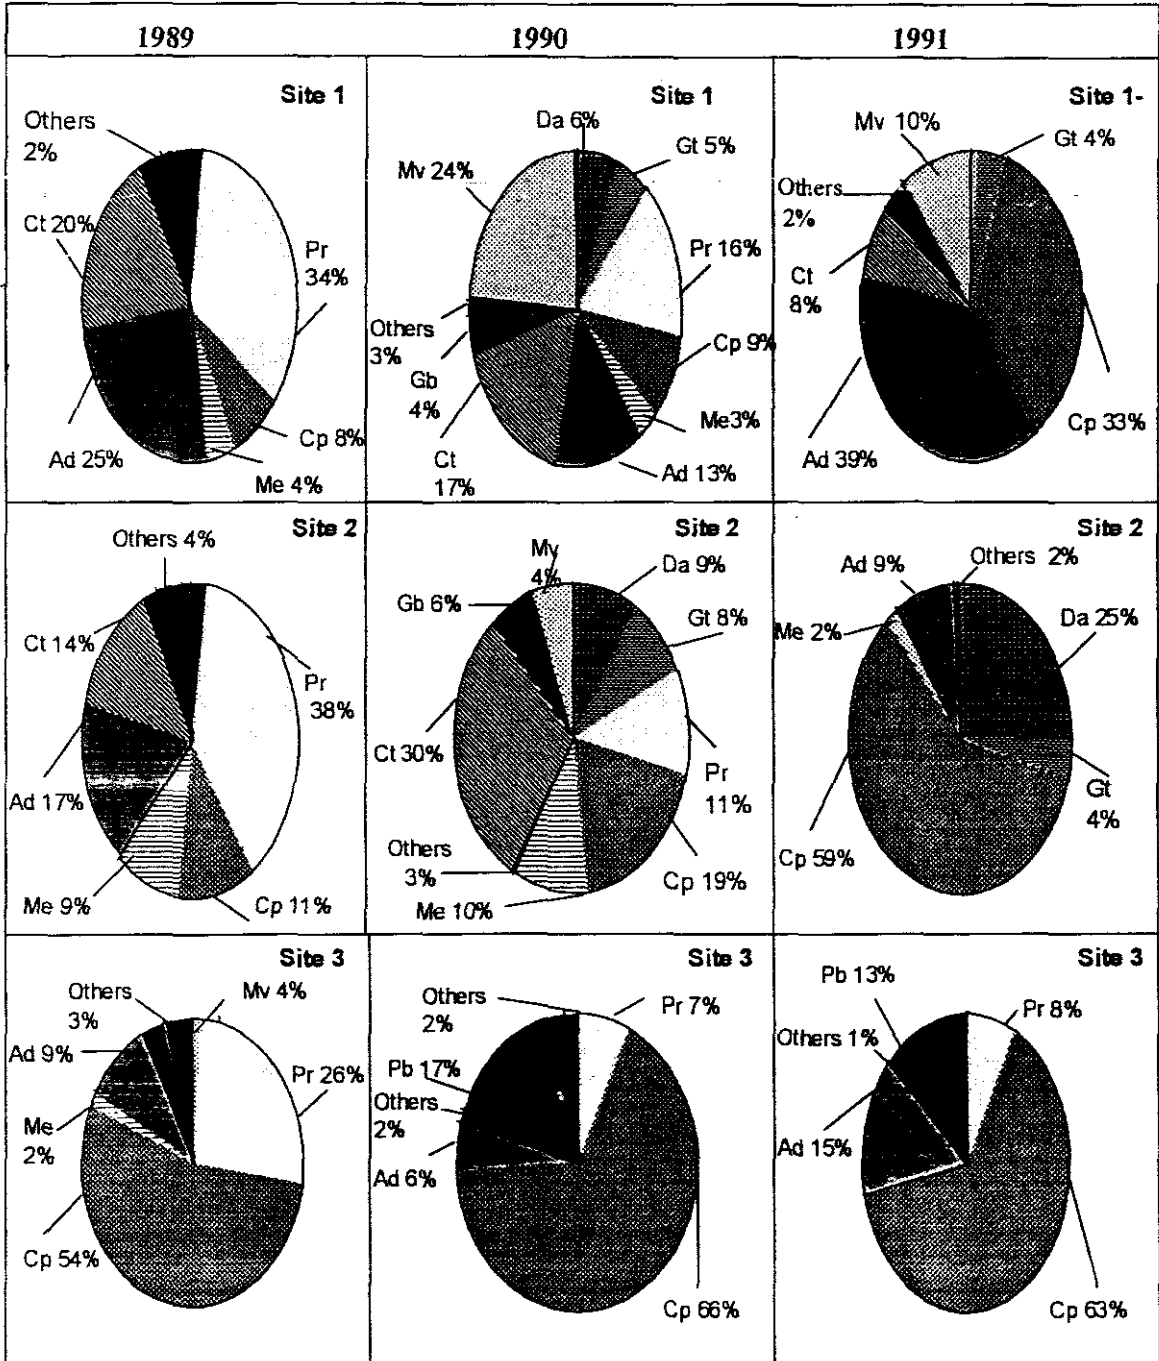 1989
1990
1991
Site 1
Others
2%
Ct 20%
Pr
34%
Cp 8%
Ad 25%
Me 4%
Site 1
Da 6%
Gt 5%
Mv 24%
Pr 16%
Others
3%
Cp 9%
Gb
4%
Me3%
Ct
17%
Ad 13%
Site 1-
Mv 10%
Gt 4%
Others
2%
Ct
8%
Cp 33%
Ad 39%
Site 2
Others 4%
Ct 14%
Pr
38%
Ad 17%
Me 9%
Cp 11%
Site 2
Mv
4%
Da 9%
Gb 6%
Gt 8%
Ct 30%
Pr
11%
Others
3%
Cp 19%
Me 10%
Site 2
Ad 9%
Others 2%
Me 2%
Da 25%
Gt
4%
Cp 59%
Site 3
Others
3%
Mv 4%
Ad 9%
Pr 26%
Me
2%
Cp 54%
Site 3
Others
2%
Pr 7%
Pb 17%
Others
2%
Ad 6%
Cp 66%
Site 3
Pb 13%
Pr 8%
Others 1%
Ad 15%
Cp 63%